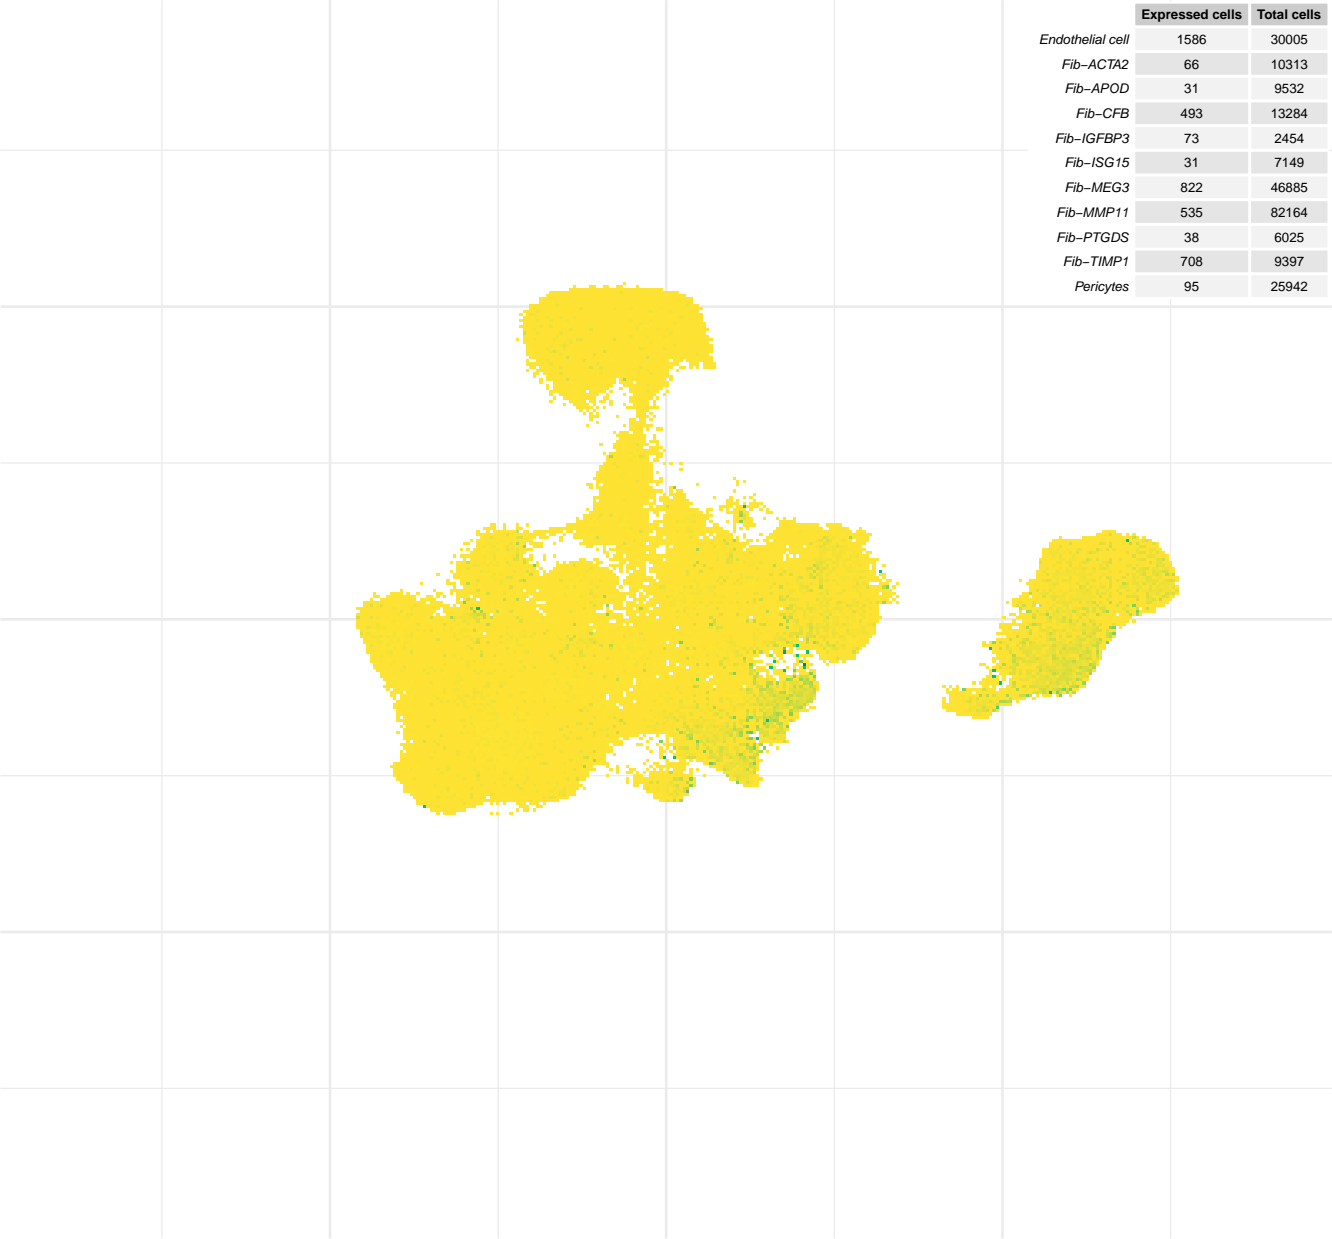 Expressed cells Total cells
Endothelial cell 1586 30005
Fib−ACTA2 66 10313
Fib−APOD 31 9532
Fib−CFB 493 13284
Fib−IGFBP3 73 2454
Fib−ISG15 31 7149
Fib−MEG3 822 46885
Fib−MMP11 535 82164
Fib−PTGDS 38 6025
Fib−TIMP1 708 9397
Pericytes 95 25942